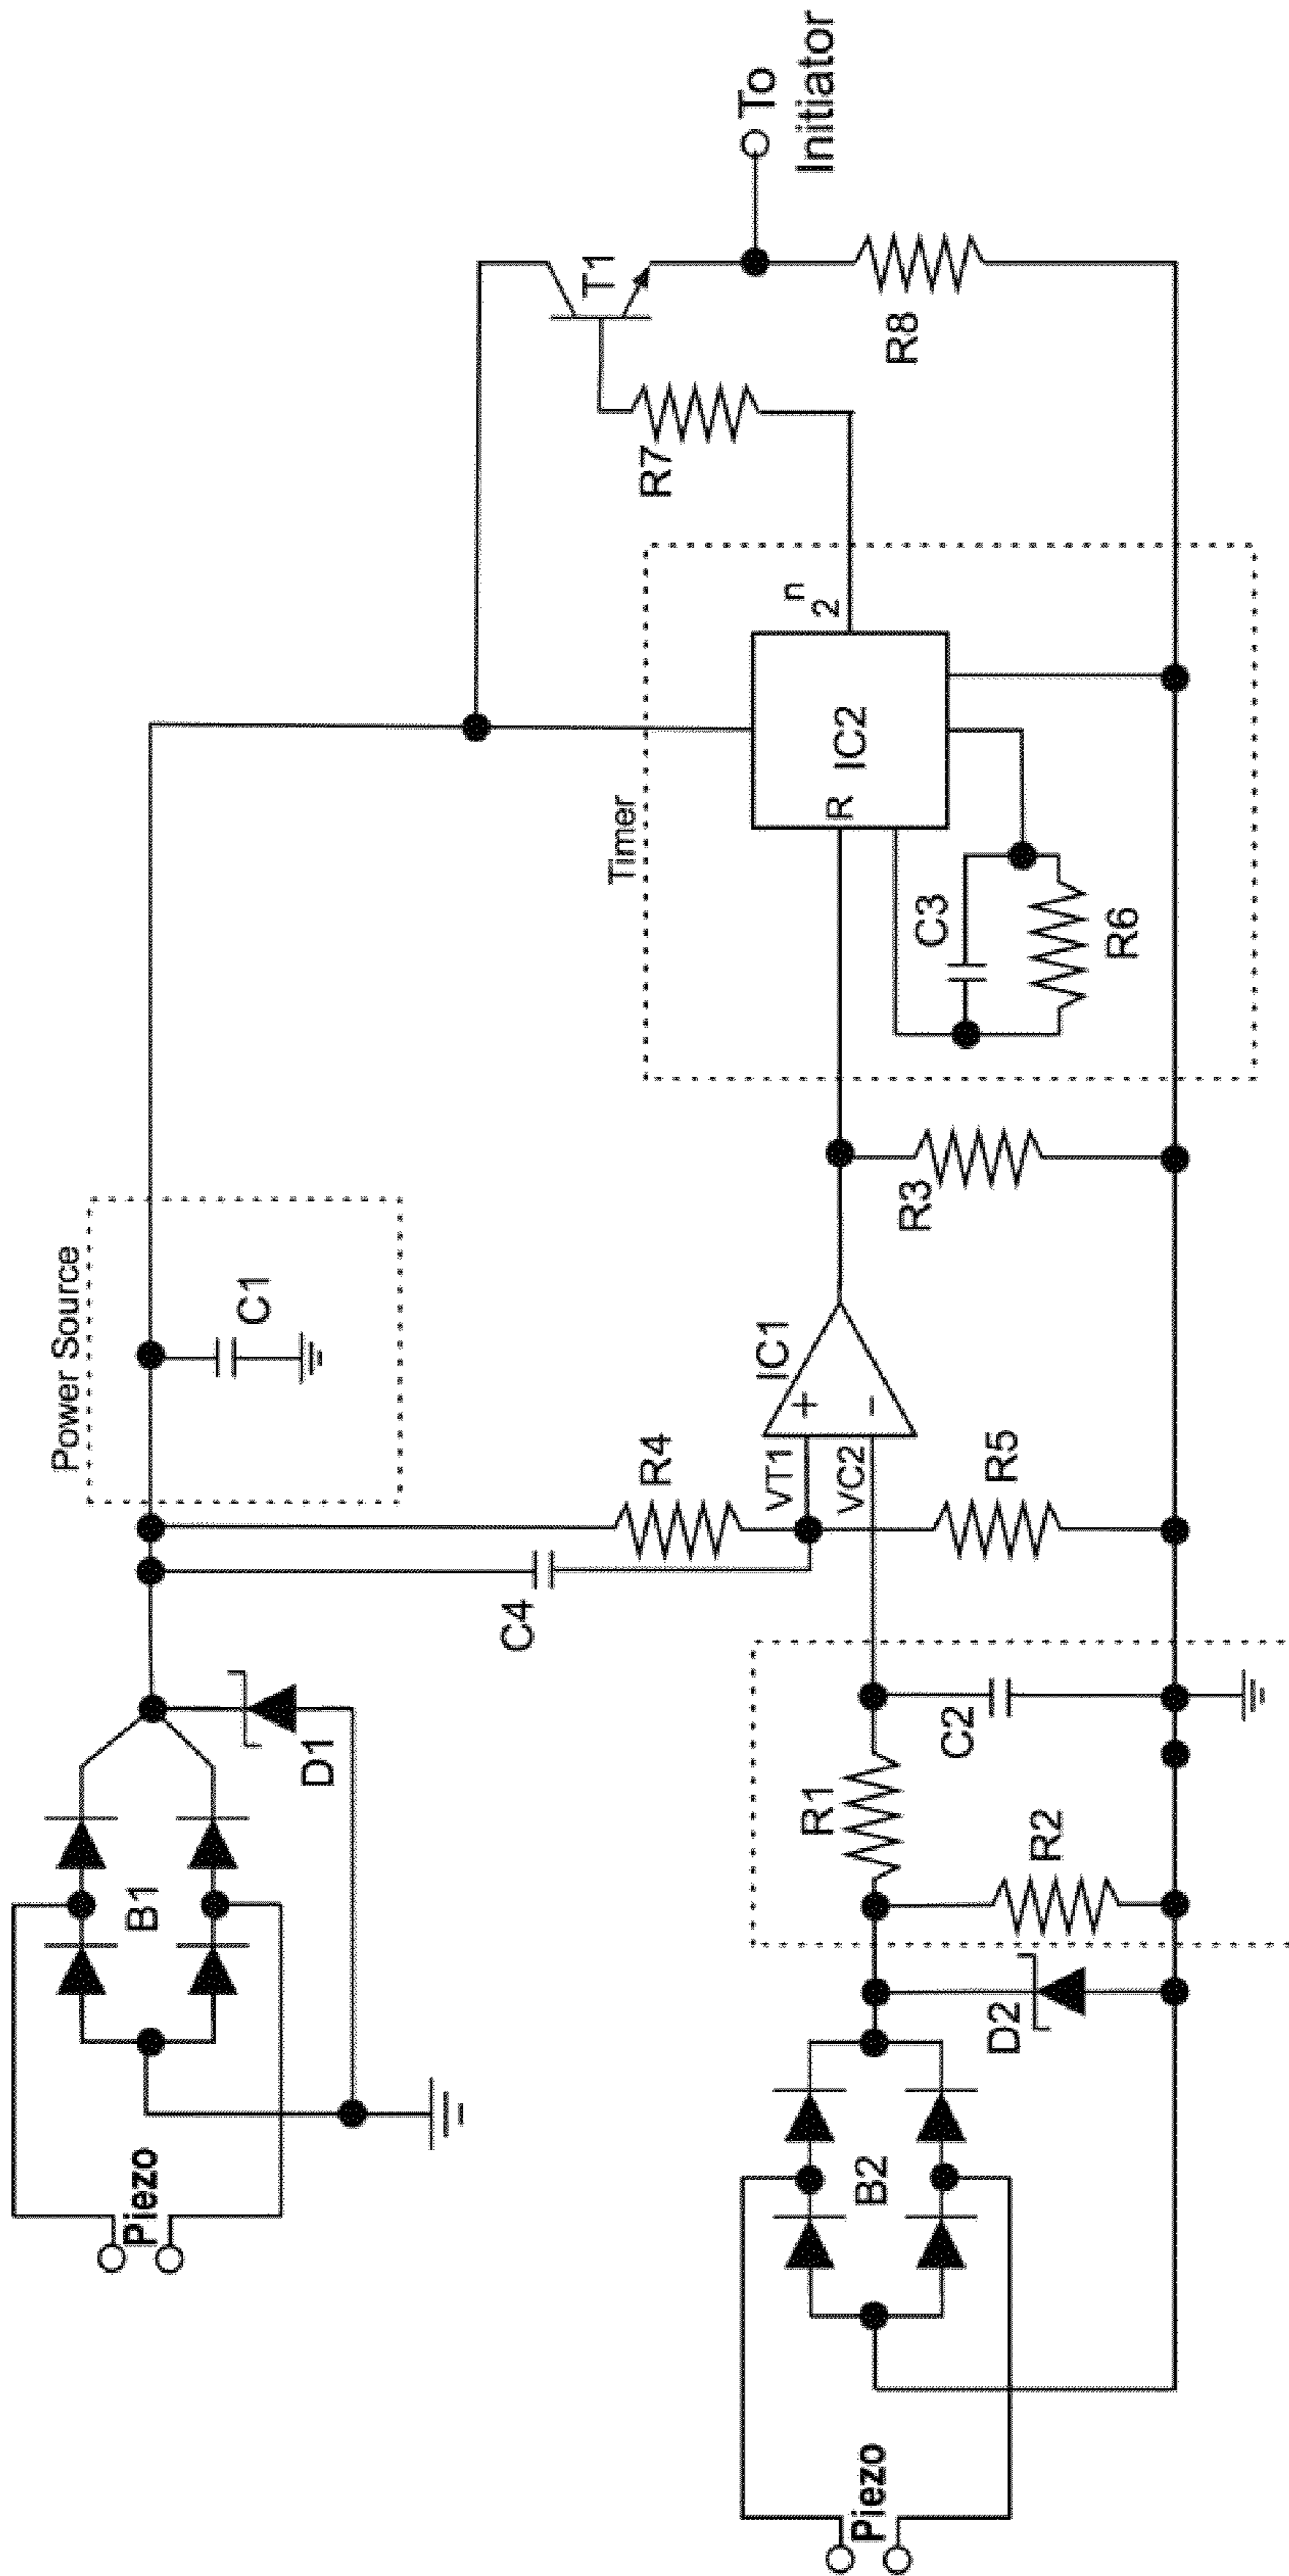 Piezo
B1
D1
Power Source
C1
C4
R4
T1
To
Initiator
R7
R8
Timer
n
2
R
IC2
C3
R6
IC1
VT1
+
VC2
-
R3
R5
R1
C2
R2
D2
B2
Piezo